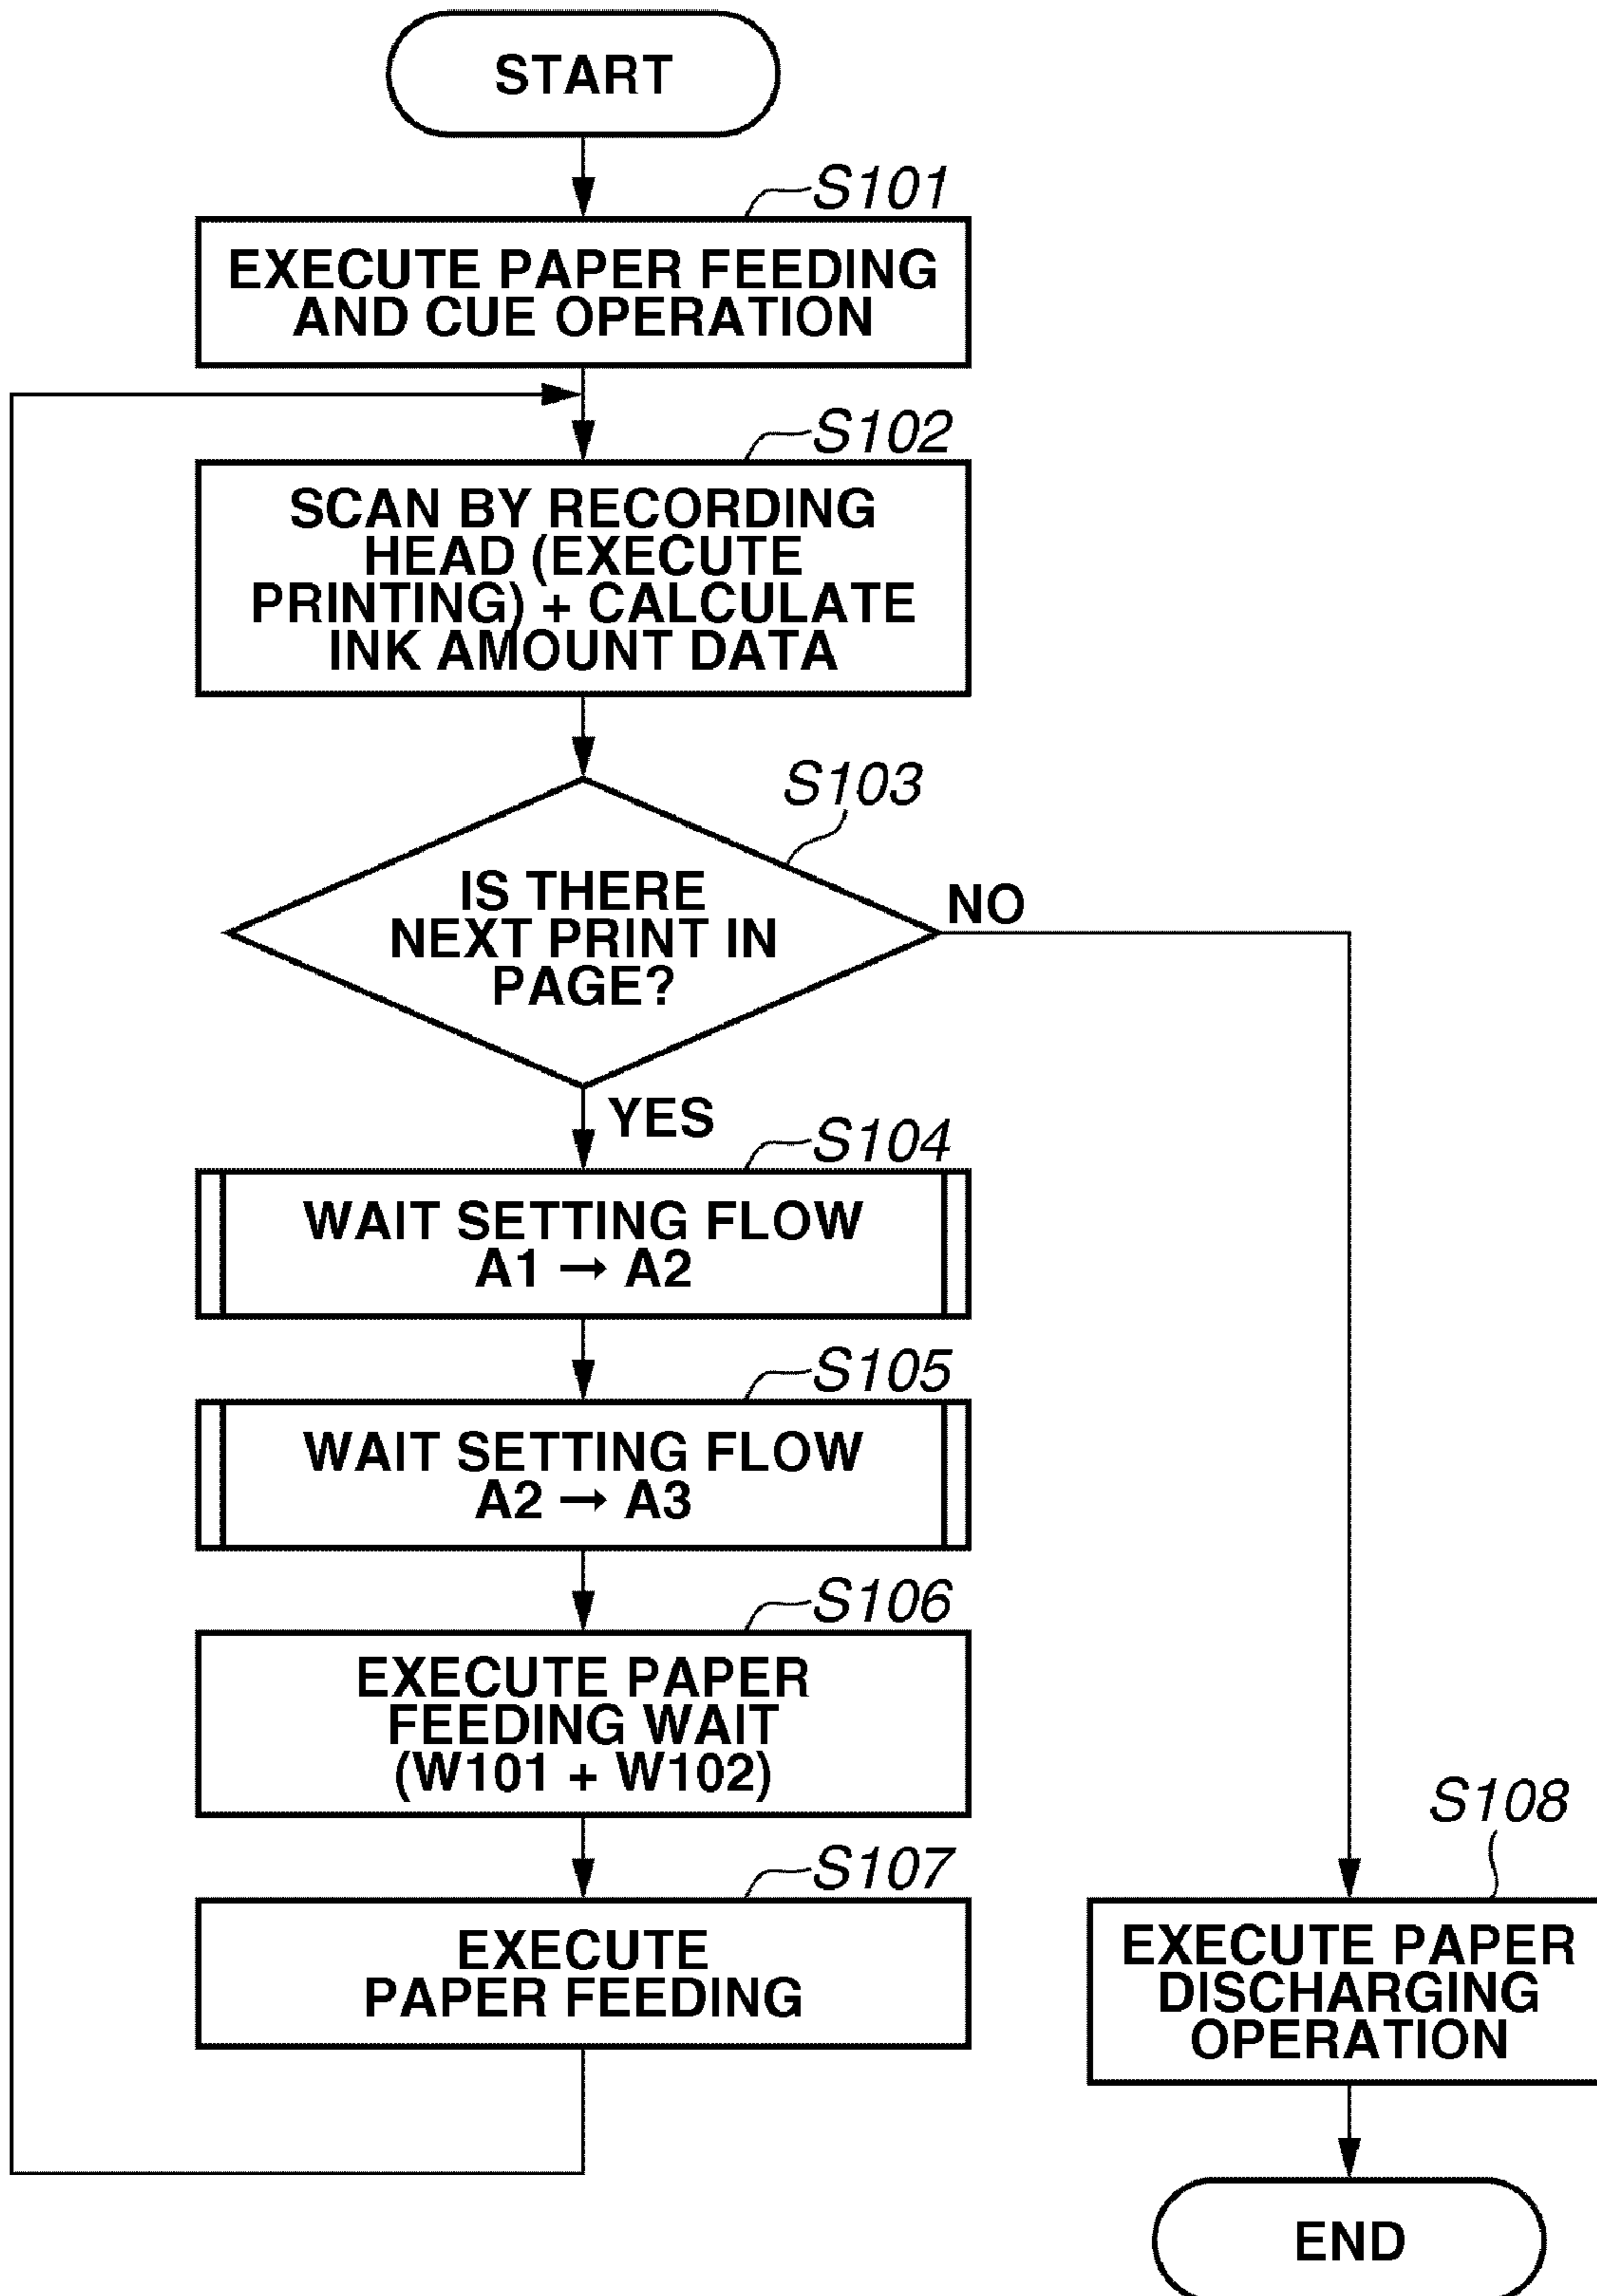 START
S101
EXECUTE PAPER FEEDING
AND CUE OPERATION
S102
SCAN BY RECORDING
HEAD (EXECUTE
PRINTING) + CALCULATE
INK AMOUNT DATA
S103
IS THERE
NEXT PRINT IN
PAGE?
NO
YES
S104
WAIT SETTING FLOW
A1 → A2
S105
WAIT SETTING FLOW
A2 → A3
S106
EXECUTE PAPER
FEEDING WAIT
(W101 + W102)
S107
EXECUTE
PAPER FEEDING
S108
EXECUTE PAPER
DISCHARGING
OPERATION
END